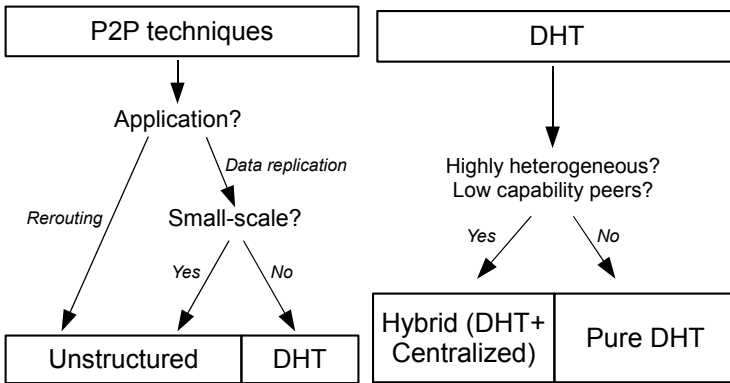 P2P techniques
Application?
Data replication
Rerouting
Small-scale?
Yes
No
Unstructured
DHT
DHT
Highly heterogeneous?
Low capability peers?
Yes
No
Hybrid (DHT+
Centralized)
Pure DHT